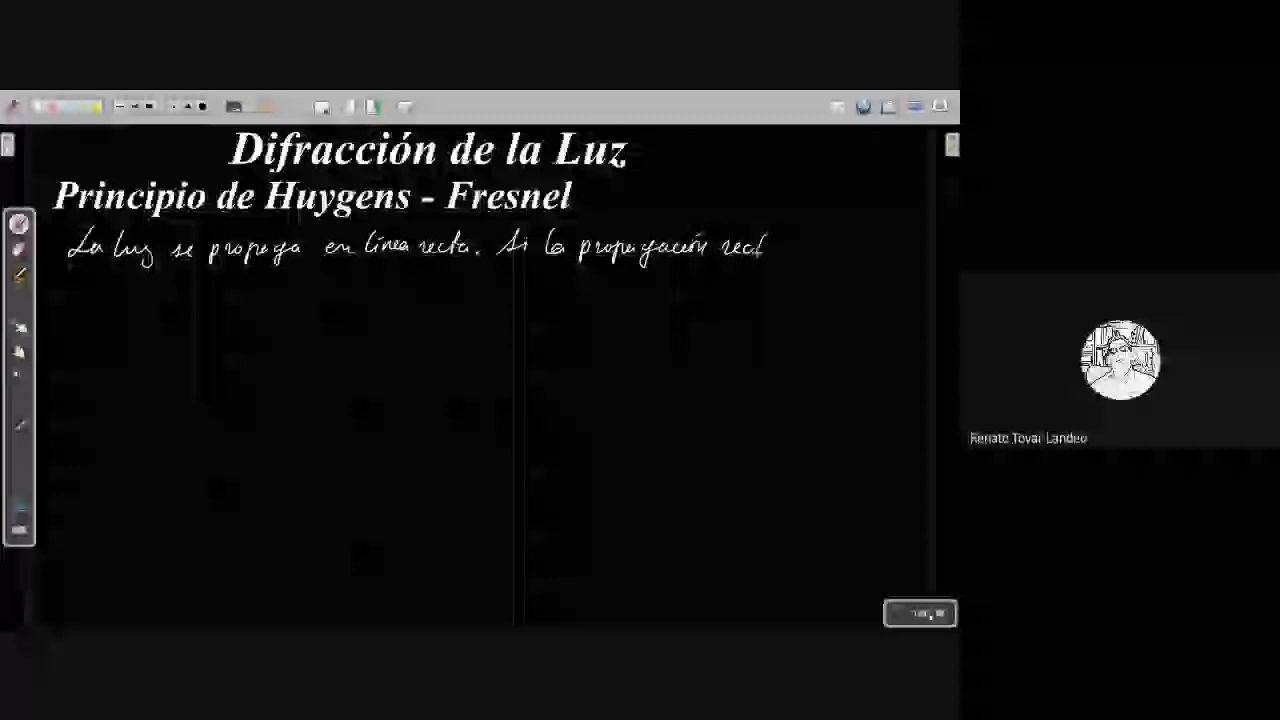 Difracción de la Luz
Principio de Huygens - Fresnel
La luz se propaga en línea recta. Si la propagación rect
Renato Tovar Landeo